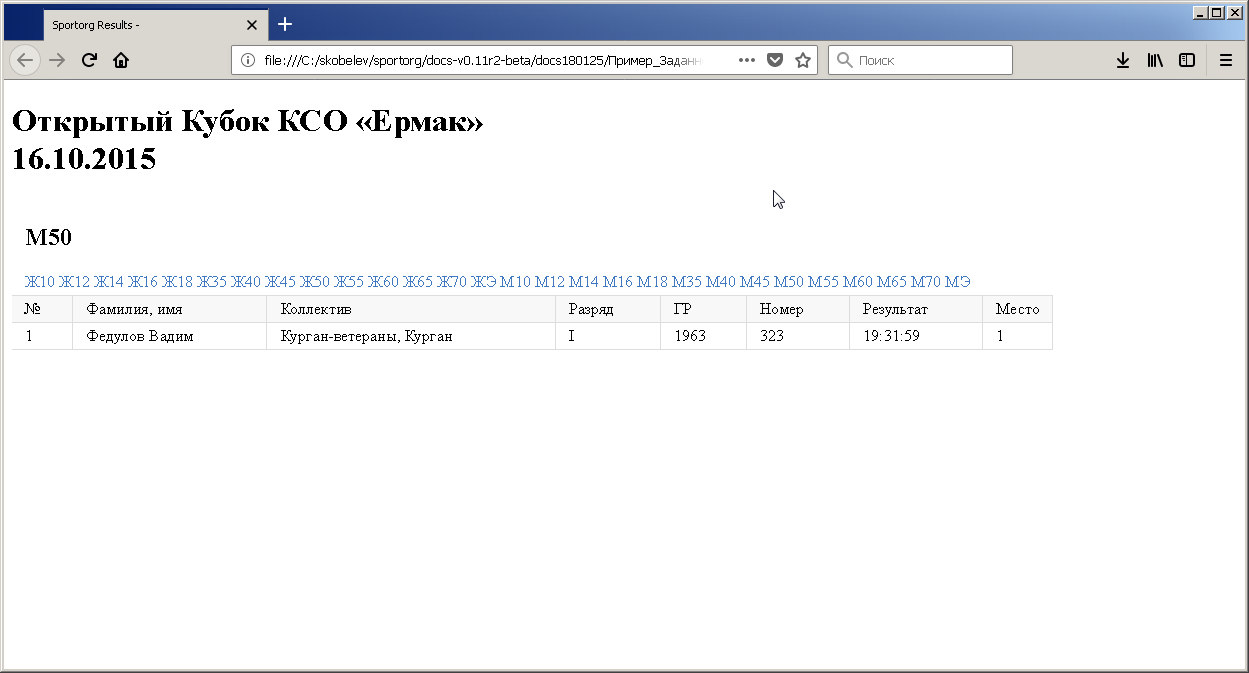 Sportorg Results -
file:///C:/skobelev/sportorg/docs-v0.11r2-beta/docs180125/Пример_Заданн
Поиск
Открытый Кубок КСО «Ермак»
16.10.2015
М50
Ж10 Ж12 Ж14 Ж16 Ж18 Ж35 Ж40 Ж45 Ж50 Ж55 Ж60 Ж65 Ж70 ЖЭ М10 М12 М14 М16 М18 М35 М40 М45 М50 М55 М60 М65 М70 МЭ
№ Фамилия, имя Коллектив Разряд ГР Номер Результат Место
1 Федулов Вадим Курган-ветераны, Курган I 1963 323 19:31:59 1